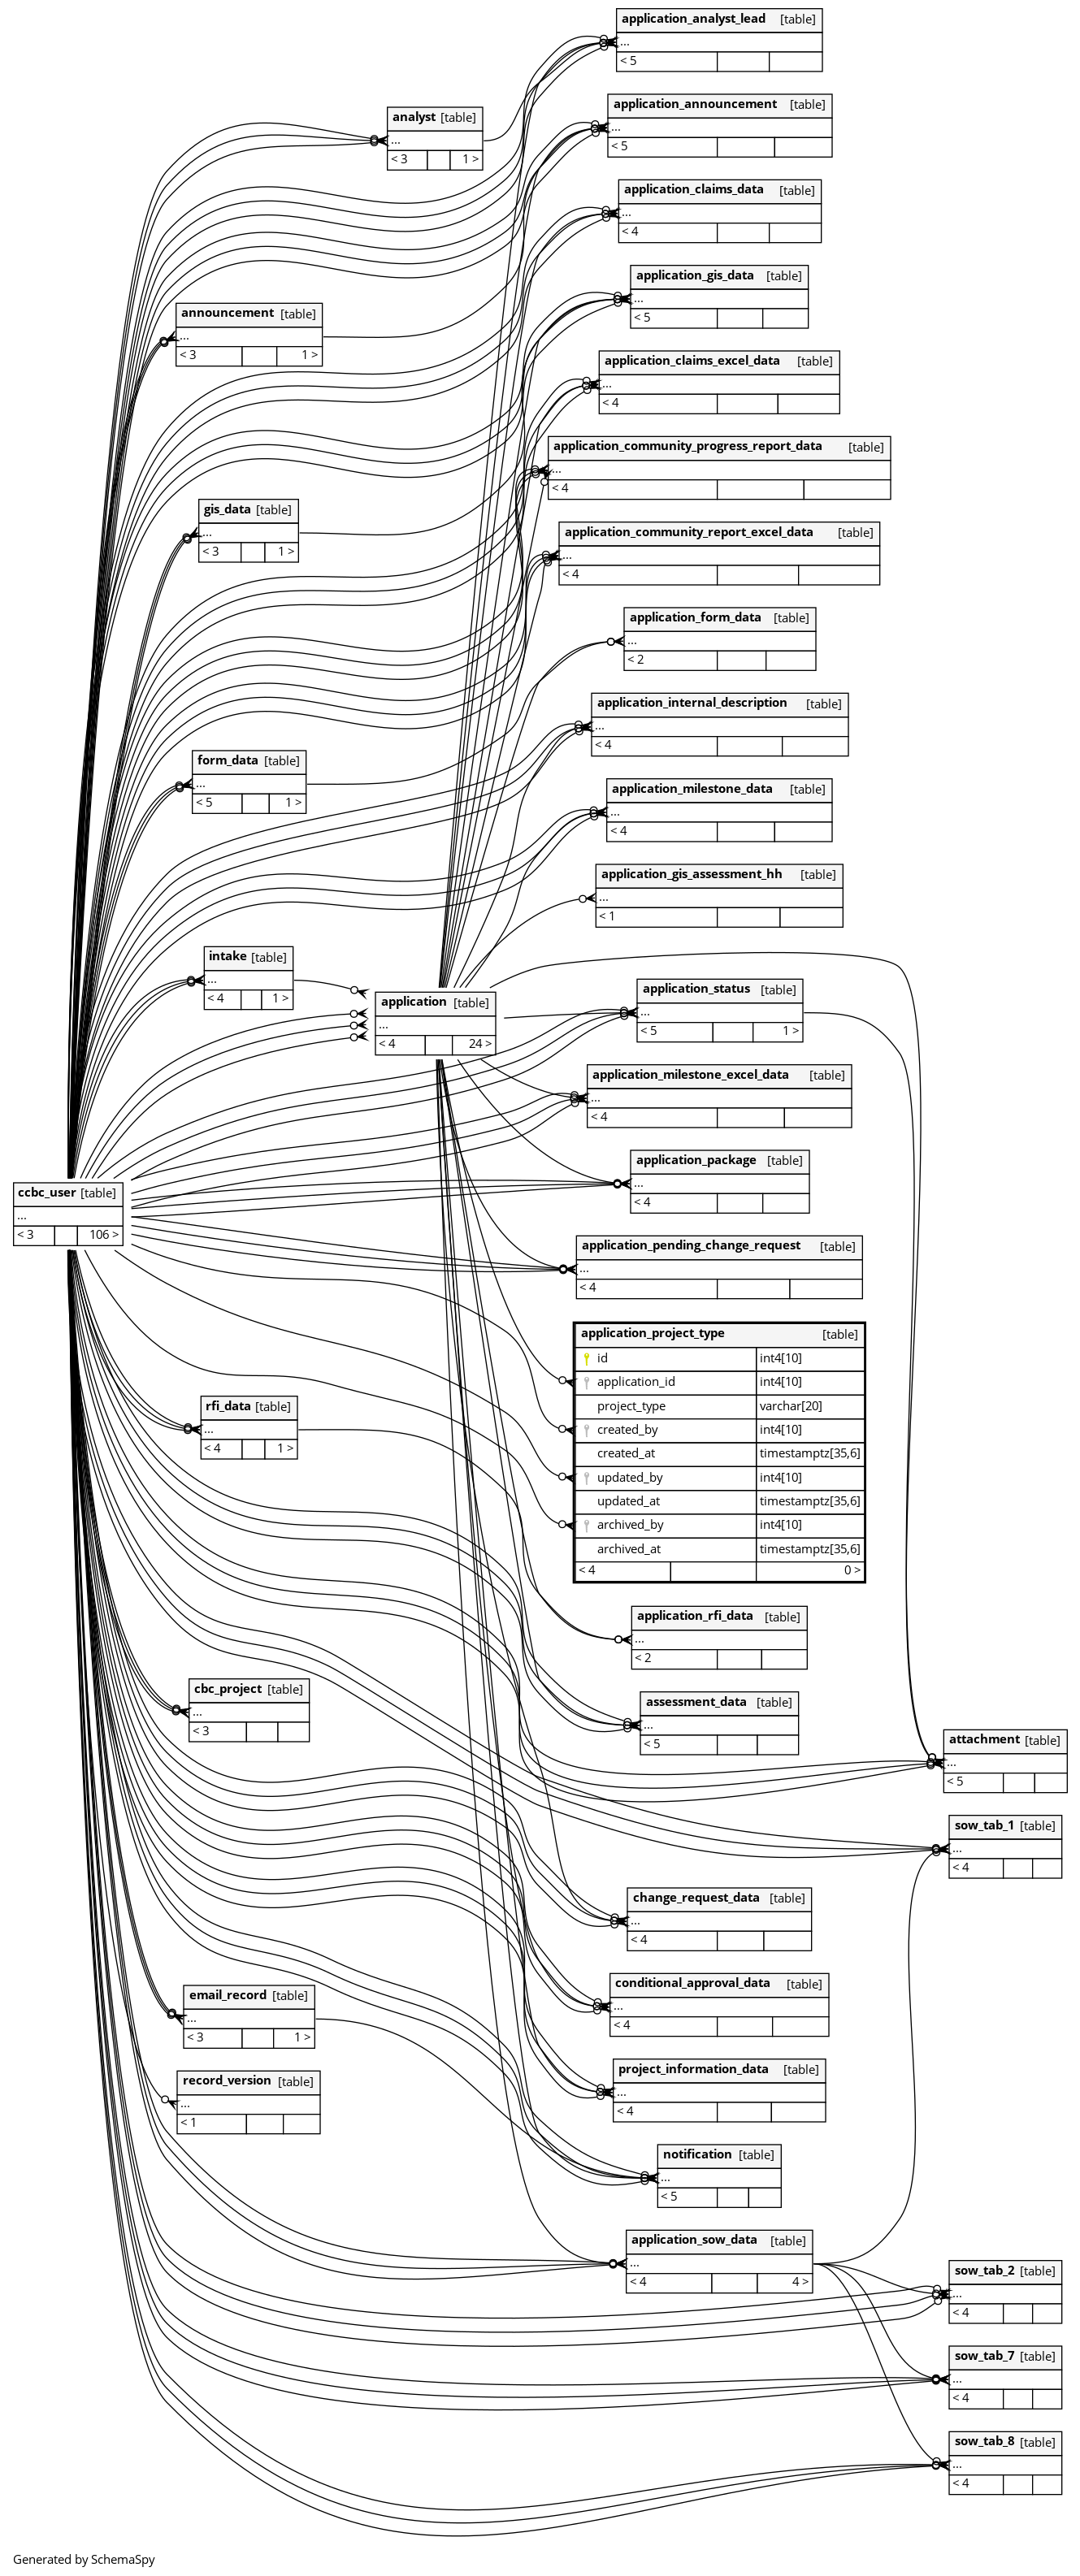 application_analyst_lead [table]
...
< 5
application_announcement [table]
...
< 5
analyst [table]
...
< 3 1 >
application_claims_data [table]
...
< 4
application_gis_data [table]
...
< 5
announcement [table]
...
< 3 1 >
application_claims_excel_data [table]
...
< 4
application_community_progress_report_data [table]
...
< 4
gis_data [table]
...
< 3 1 >
application_community_report_excel_data [table]
...
< 4
application_form_data [table]
...
< 2
application_internal_description [table]
...
< 4
form_data [table]
...
< 5 1 >
application_milestone_data [table]
...
< 4
application_gis_assessment_hh [table]
...
< 1
intake [table]
...
< 4 1 >
application [table]
...
< 4 24 >
application_status [table]
...
< 5 1 >
application_milestone_excel_data [table]
...
< 4
application_package [table]
...
< 4
ccbc_user [table]
...
< 3 106 >
application_pending_change_request [table]
...
< 4
application_project_type [table]
id int4[10]
application_id int4[10]
project_type varchar[20]
created_by int4[10]
created_at timestamptz[35,6]
updated_by int4[10]
updated_at timestamptz[35,6]
archived_by int4[10]
archived_at timestamptz[35,6]
< 4 0 >
rfi_data [table]
...
< 4 1 >
application_rfi_data [table]
...
< 2
cbc_project [table]
...
< 3
assessment_data [table]
...
< 5
attachment [table]
...
< 5
sow_tab_1 [table]
...
< 4
change_request_data [table]
...
< 4
conditional_approval_data [table]
...
< 4
email_record [table]
...
< 3 1 >
project_information_data [table]
...
< 4
record_version [table]
...
< 1
notification [table]
...
< 5
application_sow_data [table]
...
< 4 4 >
sow_tab_2 [table]
...
< 4
sow_tab_7 [table]
...
< 4
sow_tab_8 [table]
...
< 4
Generated by SchemaSpy